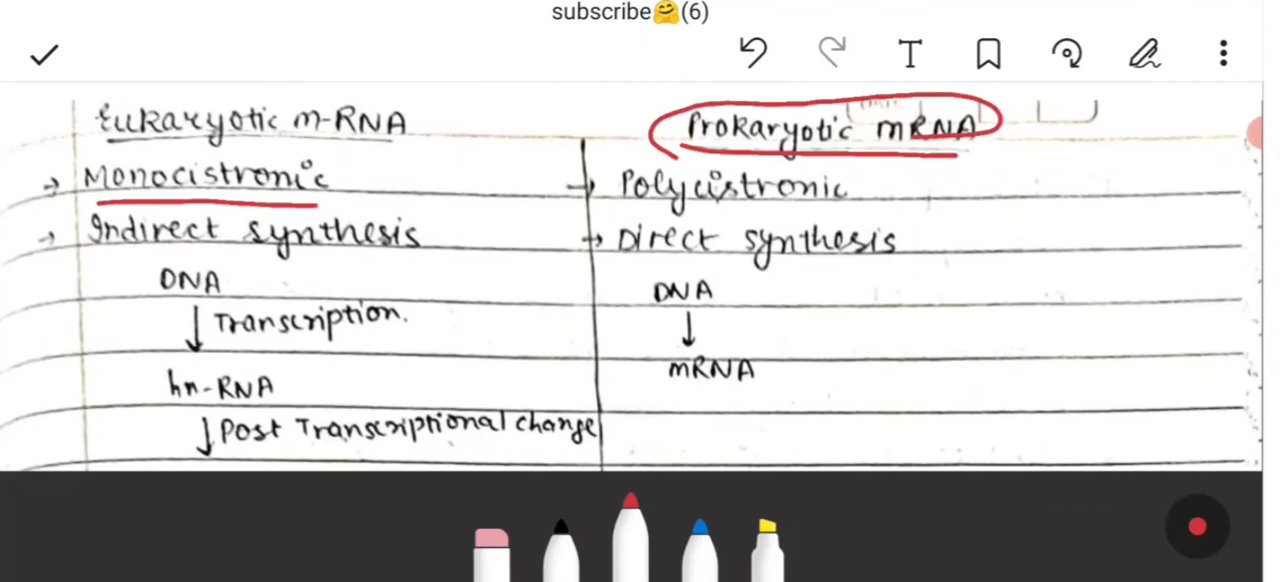 subscribe🤗(6)
T
Eukaryotic m-RNA
Prokaryotic mRNA
→ Monocistronic
→ Polycistronic
→ Indirect synthesis
→ Direct synthesis
DNA
DNA
↓ Transcription.
↓
hn-RNA
mRNA
↓ Post Transcriptional change